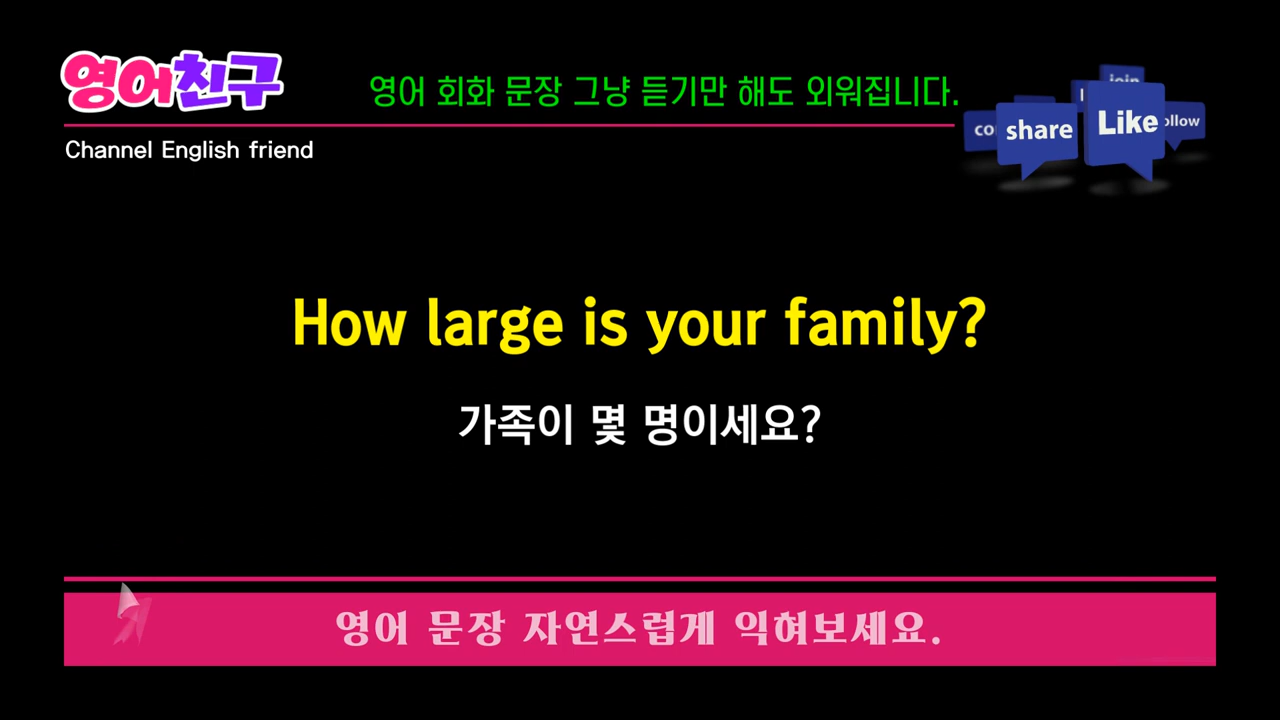 영어친구
영어 회화 문장 그냥 듣기만 해도 외워집니다.
Channel English friend
join
share
Like
How large is your family?
가족이 몇 명이세요?
영어 문장 자연스럽게 익혀보세요.